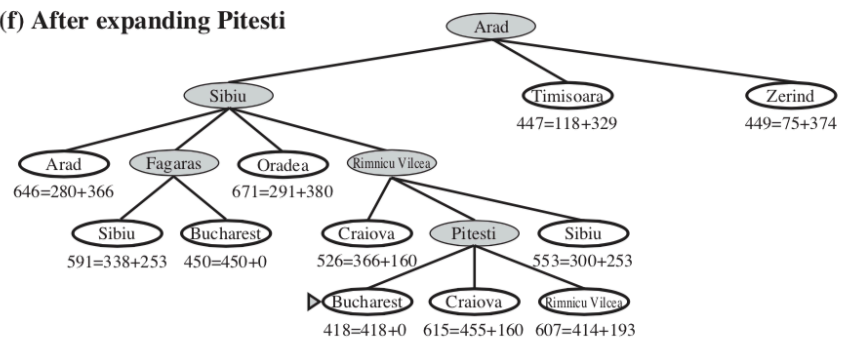 (f) After expanding Pitesti
Arad
Sibiu
Timisoara
Zerind
447=118+329
449=75+374
Arad
Fagaras
Oradea
Rimnicu Vilcea
646=280+366
671=291+380
Sibiu
Bucharest
Craiova
Pitesti
Sibiu
591=338+253
450=450+0
526=366+160
553=300+253
Bucharest
Craiova
Rimnicu Vilcea
418=418+0
615=455+160
607=414+193